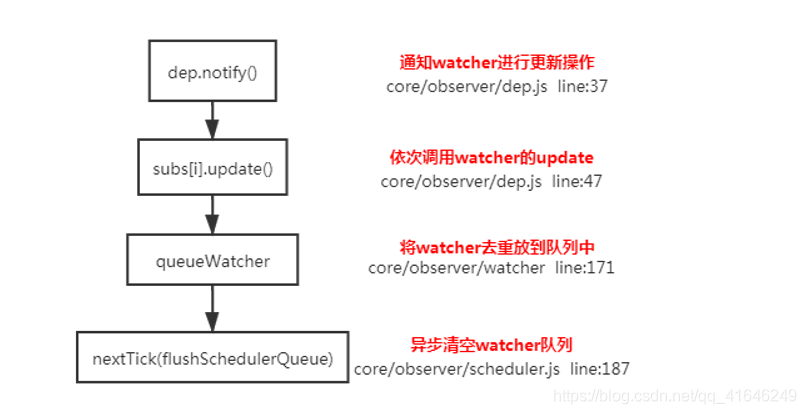 dep.notify()
通知watcher进行更新操作
core/observer/dep.js line:37
subs[i].update()
依次调用watcher的update
core/observer/dep.js line:47
queueWatcher
将watcher去重放到队列中
core/observer/watcher line:171
nextTick(flushSchedulerQueue)
异步清空watcher队列
core/observer/scheduler.js line:187
https://blog.csdn.net/qq_41646249